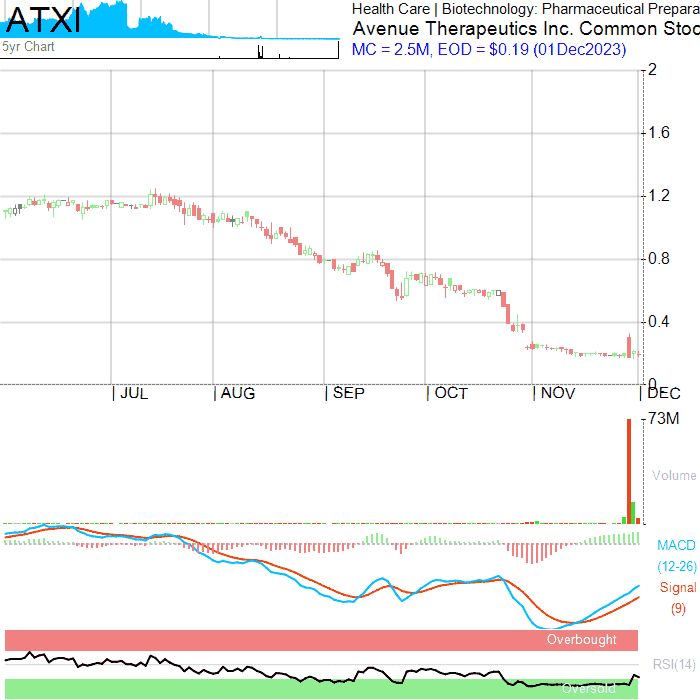 ATXI
5yr Chart
Health Care | Biotechnology: Pharmaceutical Prepara
Avenue Therapeutics Inc. Common Stoc
MC = 2.5M, EOD = $0.19 (01Dec2023)
2
1.6
1.2
0.8
0.4
0
JUL
AUG
SEP
OCT
NOV
DEC
73M
Volume
MACD
(12-26)
Signal
(9)
Overbought
RSI(14)
Oversold